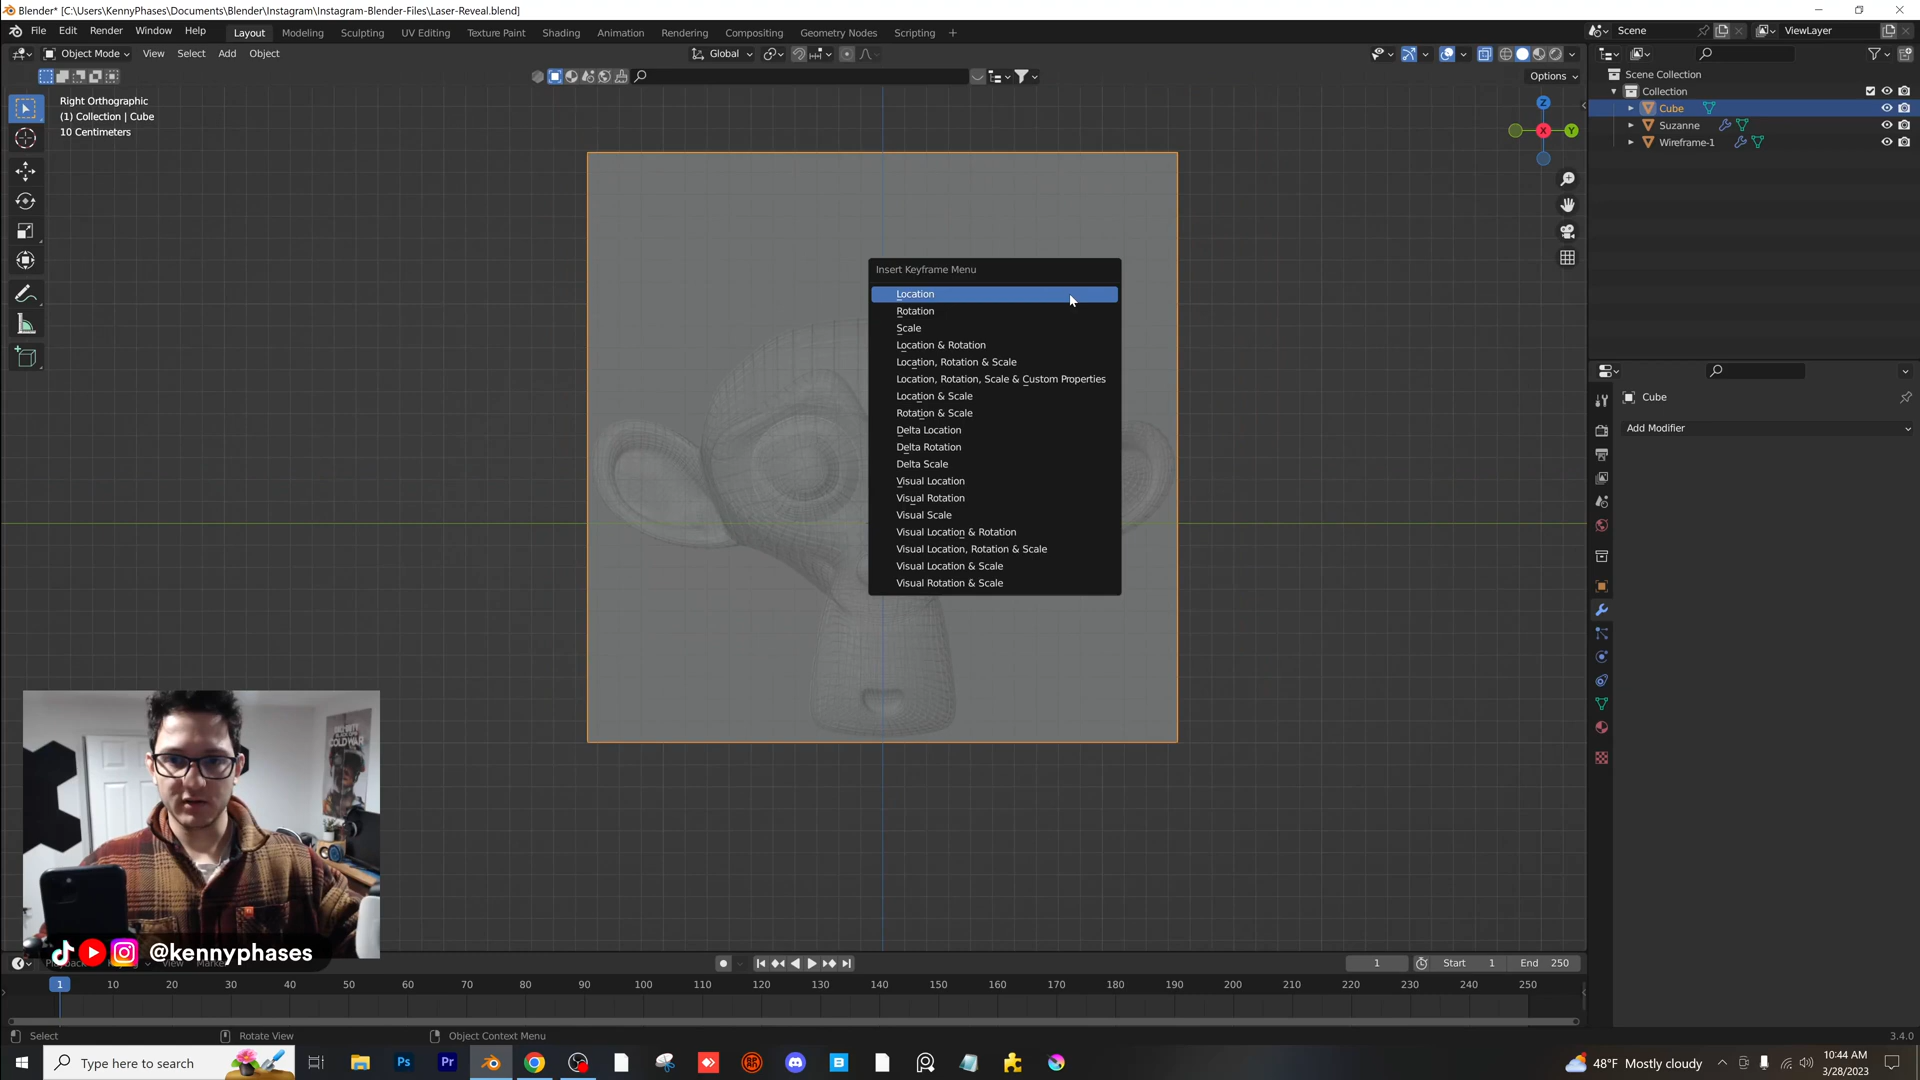 Blender* [C:\Users\KennyPhases\Documents\Blender\Instagram\Instagram-Blender-Files\Laser-Reveal.blend]
File Edit Render Window Help Layout Modeling Sculpting UV Editing Texture Paint Shading Animation Rendering Compositing Geometry Nodes Scripting + Scene ViewLayer
Object Mode View Select Add Object Global
Options
Right Orthographic
(1) Collection | Cube
10 Centimeters
Z
Y
X
Scene Collection
Collection
Cube
Suzanne
Wireframe-1
Insert Keyframe Menu
Location
Rotation
Scale
Location & Rotation
Location, Rotation & Scale
Location, Rotation, Scale & Custom Properties
Location & Scale
Rotation & Scale
Delta Location
Delta Rotation
Delta Scale
Visual Location
Visual Rotation
Visual Scale
Visual Location & Rotation
Visual Location, Rotation & Scale
Visual Location & Scale
Visual Rotation & Scale
Cube
Add Modifier
COLD WAR
@kennyphases
1 Start 1 End 250
1 10 20 30 40 50 60 70 80 90 100 110 120 130 140 150 160 170 180 190 200 210 220 230 240 250
Select Rotate View Object Context Menu 3.4.0
Type here to search Ps Pr 48°F Mostly cloudy 10:44 AM
3/28/2023